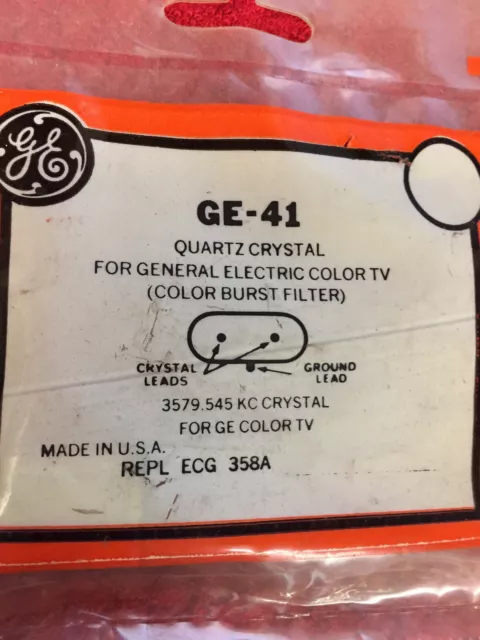 GE
GE-41
QUARTZ CRYSTAL
FOR GENERAL ELECTRIC COLOR TV
(COLOR BURST FILTER)
CRYSTAL LEADS
GROUND LEAD
3579.545 KC CRYSTAL
FOR GE COLOR TV
MADE IN U.S.A.
REPL ECG 358A